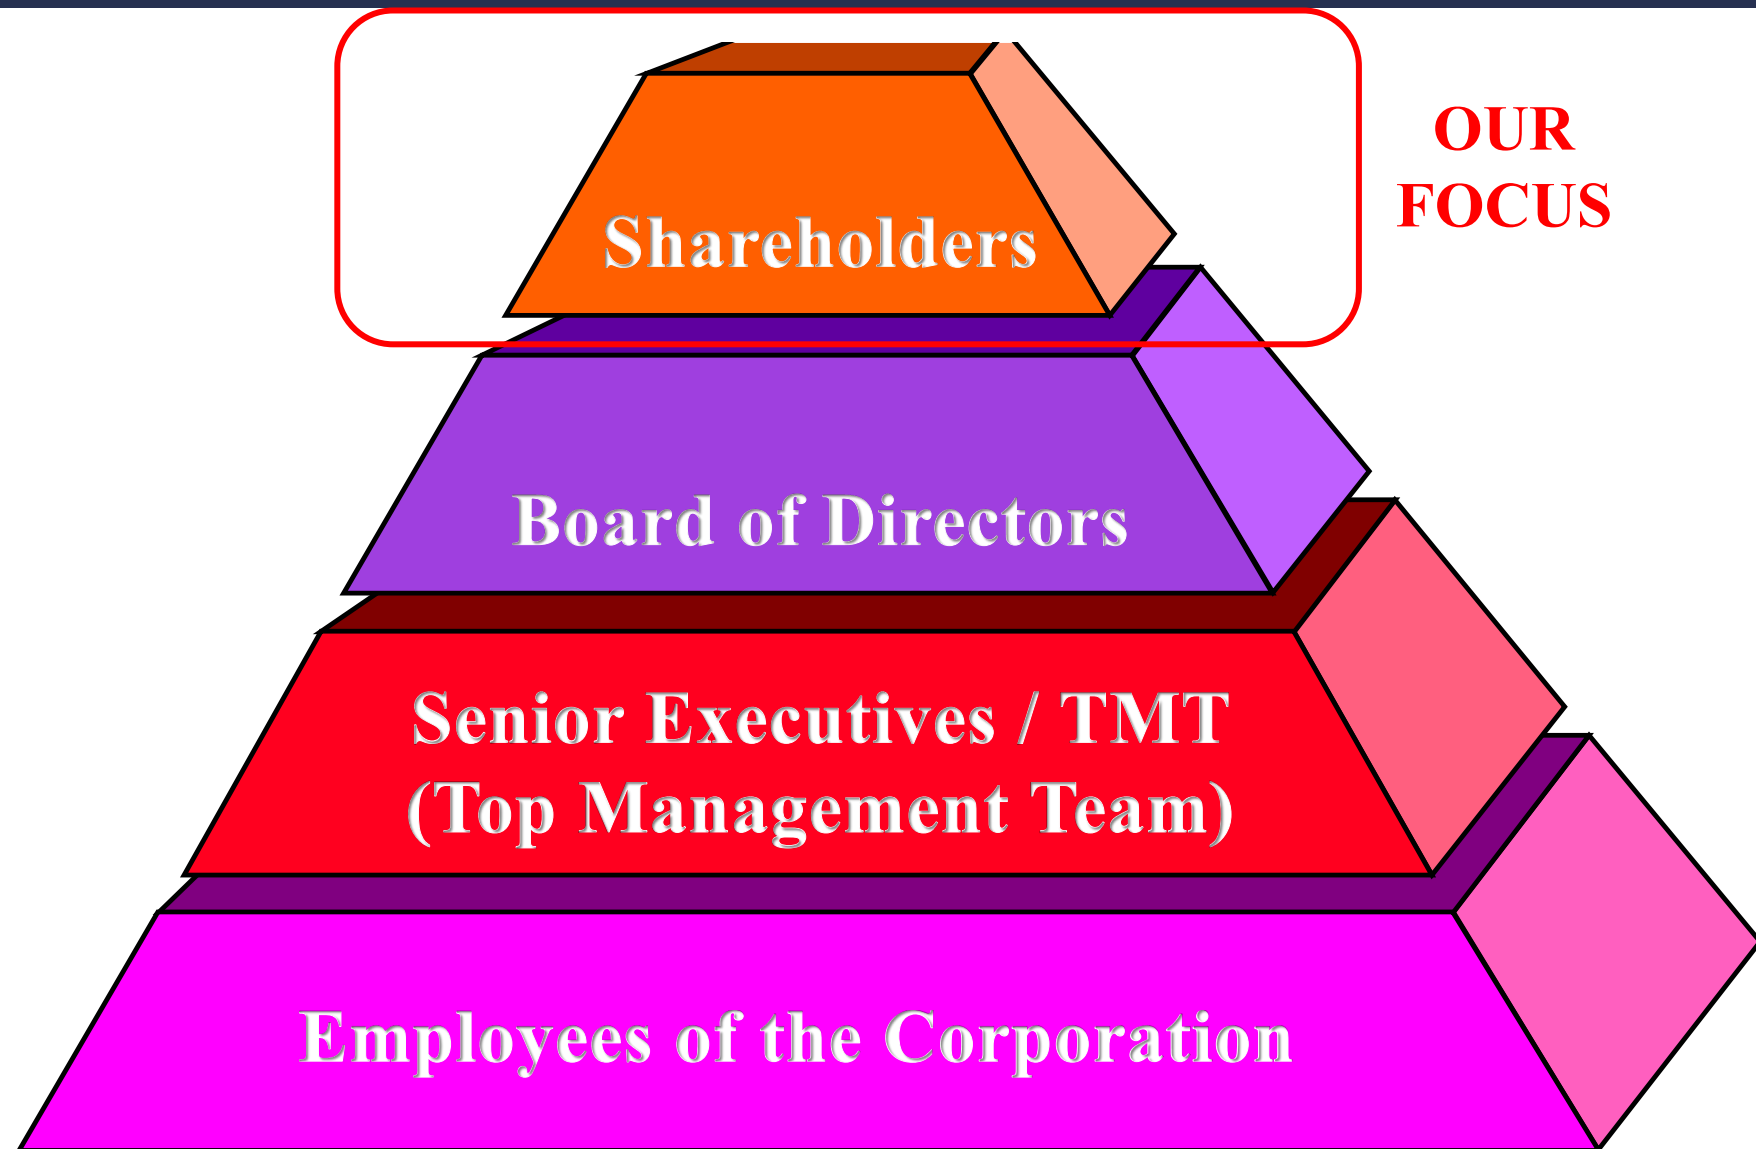 OUR
FOCUS
Shareholders
Board of Directors
Senior Executives / TMT
(Top Management Team)
Employees of the Corporation